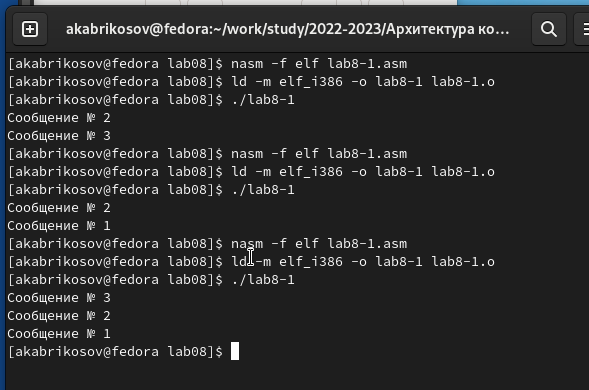 akabrikosov@fedora:~/work/study/2022-2023/Архитектура ко...
[akabrikosov@fedora lab08]$ nasm -f elf lab8-1.asm
[akabrikosov@fedora lab08]$ ld -m elf_i386 -o lab8-1 lab8-1.o
[akabrikosov@fedora lab08]$ ./lab8-1
Сообщение № 2
Сообщение № 3
[akabrikosov@fedora lab08]$ nasm -f elf lab8-1.asm
[akabrikosov@fedora lab08]$ ld -m elf_i386 -o lab8-1 lab8-1.o
[akabrikosov@fedora lab08]$ ./lab8-1
Сообщение № 2
Сообщение № 1
[akabrikosov@fedora lab08]$ nasm -f elf lab8-1.asm
[akabrikosov@fedora lab08]$ ld -m elf_i386 -o lab8-1 lab8-1.o
[akabrikosov@fedora lab08]$ ./lab8-1
Сообщение № 3
Сообщение № 2
Сообщение № 1
[akabrikosov@fedora lab08]$